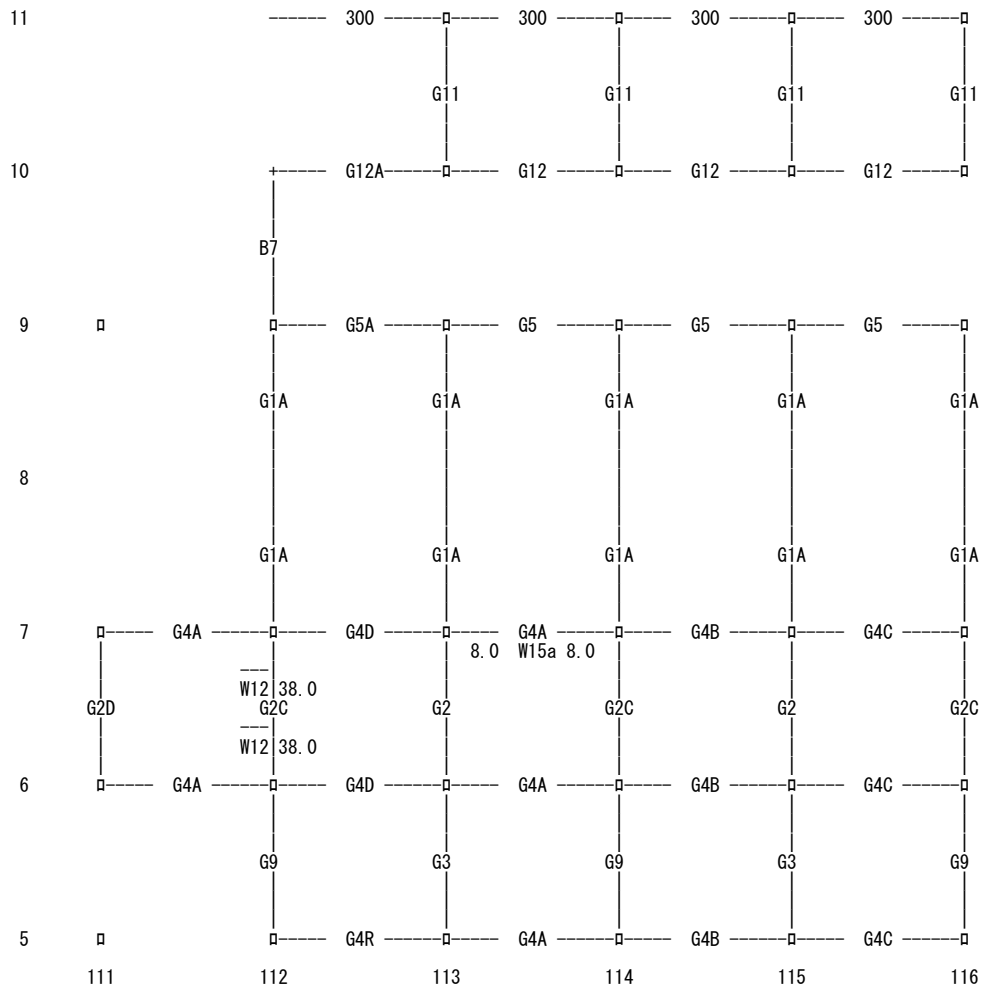 11 300 300 300 300
G11 G11 G11 G11
10 G12A G12 G12 G12
B7
9 G5A G5 G5 G5
G1A G1A G1A G1A G1A
8
G1A G1A G1A G1A G1A
7 G4A G4D G4A G4B G4C
8.0 W15a 8.0
W12 38.0
G2D G2C G2 G2C G2 G2C
W12 38.0
6 G4A G4D G4A G4B G4C
G9 G3 G9 G3 G9
5 G4R G4A G4B G4C
111 112 113 114 115 116